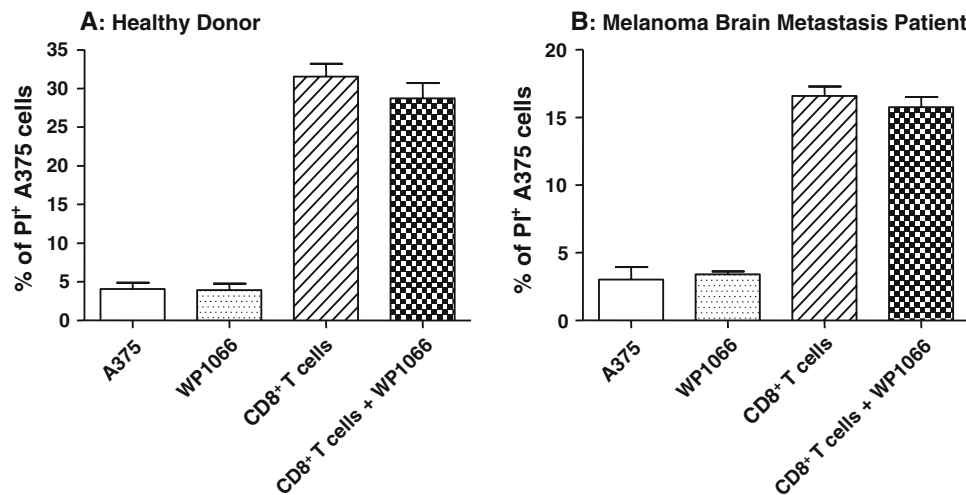 A: Healthy Donor
% of PI⁺ A375 cells
35
30
25
20
15
10
5
0
A375
WP1066
CD8⁺ T cells
CD8⁺ T cells + WP1066
B: Melanoma Brain Metastasis Patient
% of PI⁺ A375 cells
20
15
10
5
0
A375
WP1066
CD8⁺ T cells
CD8⁺ T cells + WP1066